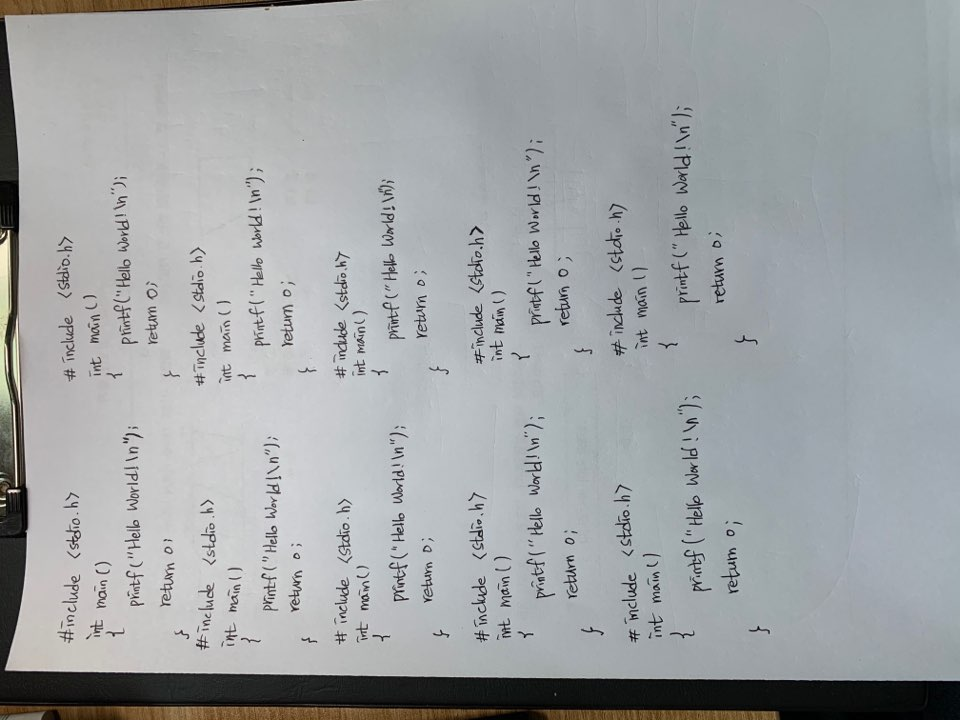 #include <stdio.h>
int main()
{
printf("Hello World!\n");
return 0;
}
#include <stdio.h>
int main()
{
printf("Hello World!\n");
return 0;
}
#include <stdio.h>
int main()
{
printf("Hello World!\n");
return 0;
}
#include <stdio.h>
int main()
{
printf("Hello World!\n");
return 0;
}
#include <stdio.h>
int main()
{
printf("Hello World!\n");
return 0;
}
#include <stdio.h>
int main()
{
printf("Hello World!\n");
return 0;
}
#include <stdio.h>
int main()
{
printf("Hello World!\n");
return 0;
}
#include <stdio.h>
int main()
{
printf("Hello World!\n");
return 0;
}
#include <stdio.h>
int main()
{
printf("Hello World!\n");
return 0;
}
#include <stdio.h>
int main()
{
printf("Hello World!\n");
return 0;
}